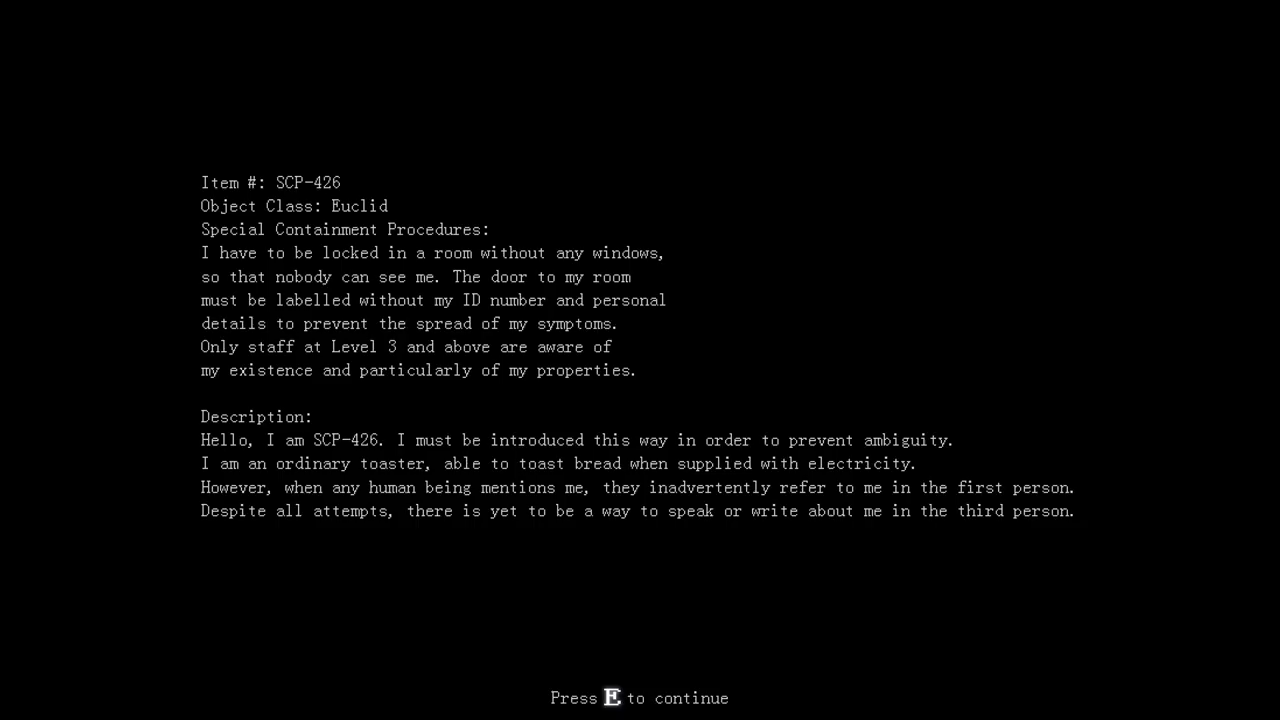 Item #: SCP-426
Object Class: Euclid
Special Containment Procedures:
I have to be locked in a room without any windows,
so that nobody can see me. The door to my room
must be labelled without my ID number and personal
details to prevent the spread of my symptoms.
Only staff at Level 3 and above are aware of
my existence and particularly of my properties.
Description:
Hello, I am SCP-426. I must be introduced this way in order to prevent ambiguity.
I am an ordinary toaster, able to toast bread when supplied with electricity.
However, when any human being mentions me, they inadvertently refer to me in the first person.
Despite all attempts, there is yet to be a way to speak or write about me in the third person.
Press E to continue